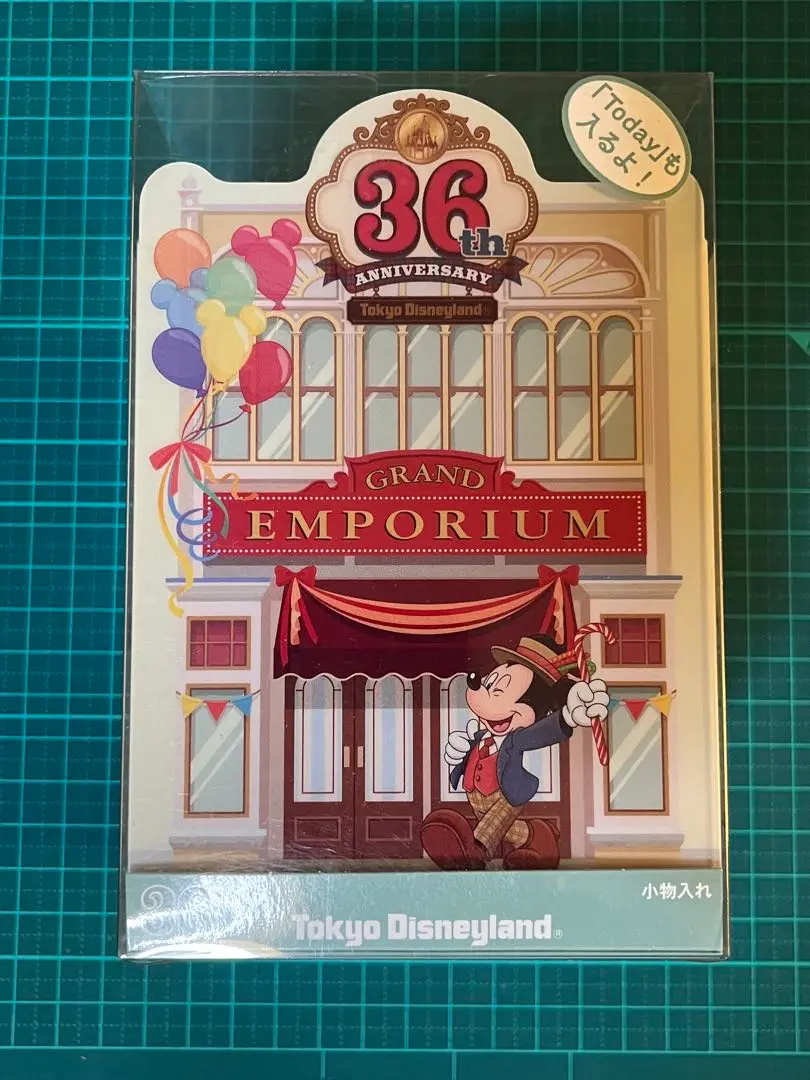 「Today」も
入るよ！
36th
ANNIVERSARY
Tokyo Disneyland®
GRAND
EMPORIUM
小物入れ
Tokyo Disneyland®